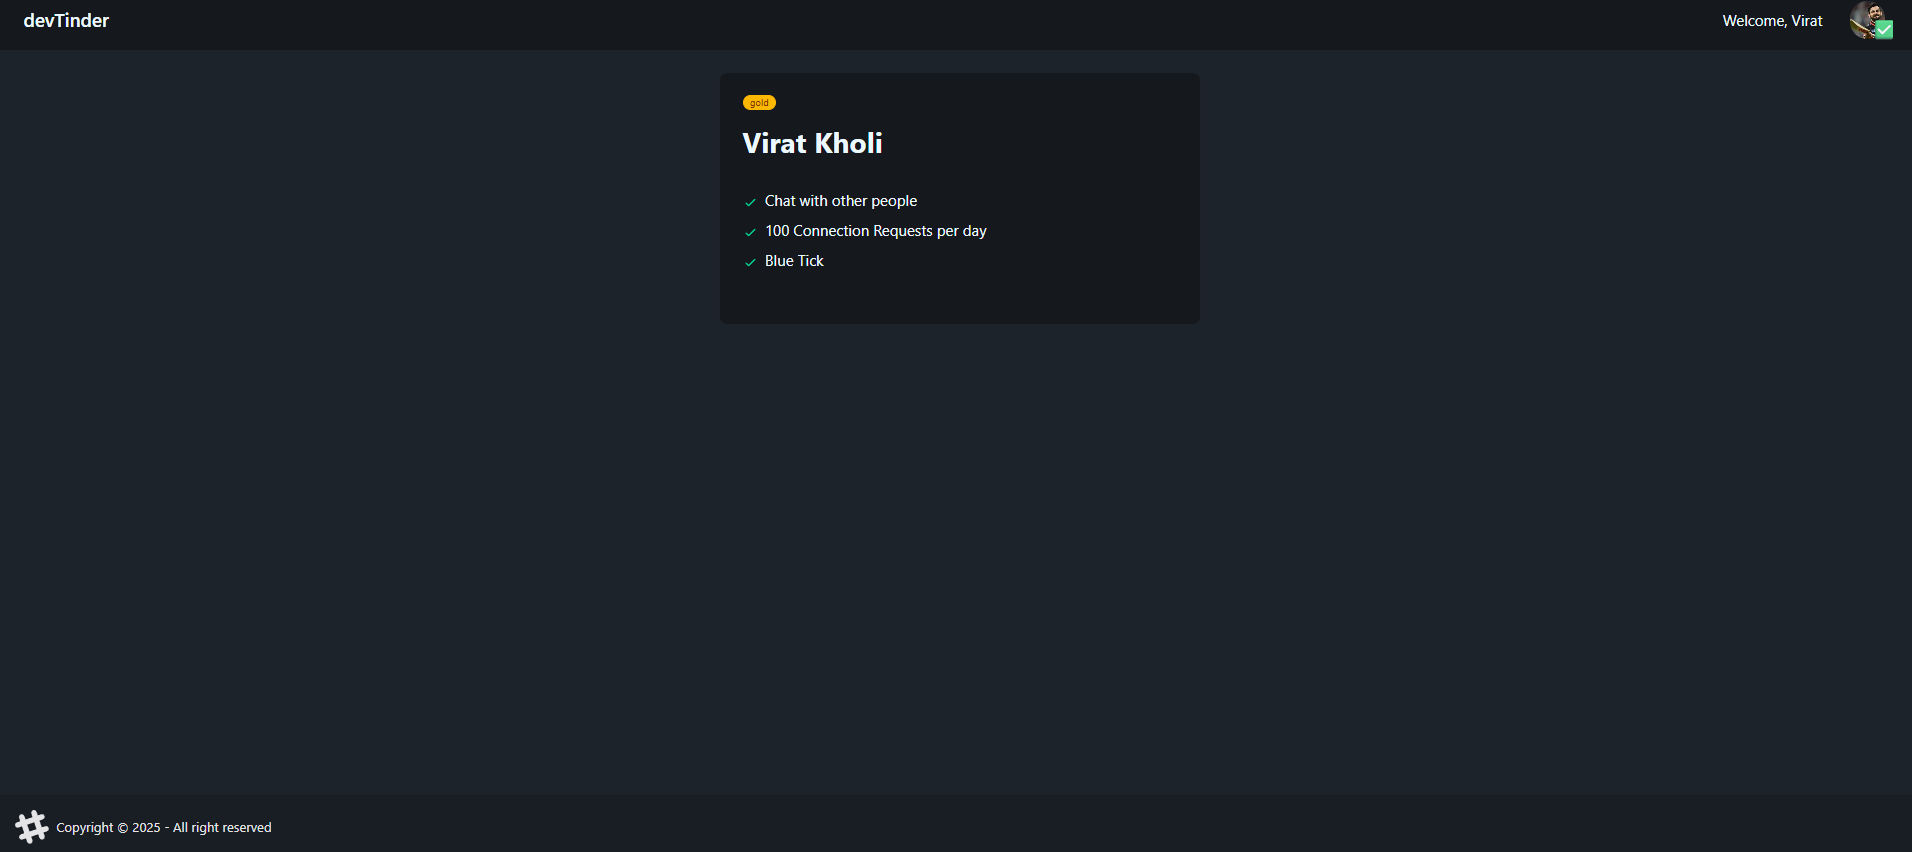 devTinder
Welcome, Virat
gold
Virat Kholi
Chat with other people
100 Connection Requests per day
Blue Tick
Copyright © 2025 - All right reserved